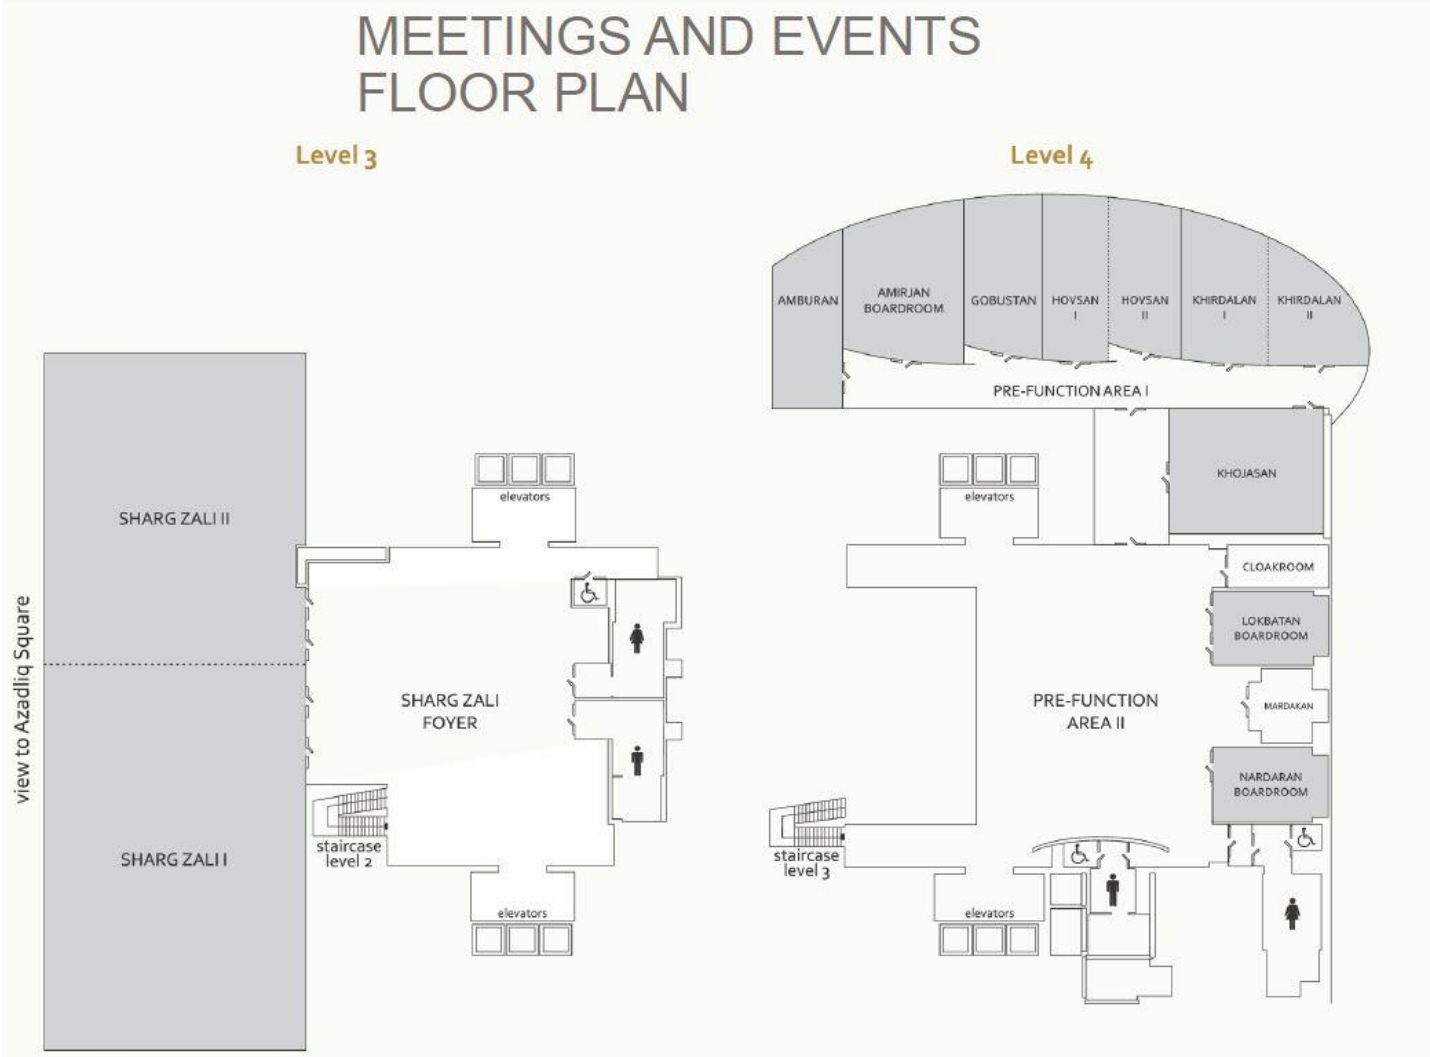 MEETINGS AND EVENTS
FLOOR PLAN
Level 3
view to Azadliq Square
SHARG ZALI II
SHARG ZALI I
elevators
SHARG ZALI
FOYER
staircase
level 2
elevators
Level 4
AMBURAN
AMIRJAN
BOARDROOM
GOBUSTAN
HOVSAN
I
HOVSAN
II
KHIRDALAN
I
KHIRDALAN
II
PRE-FUNCTION AREA I
KHOJASAN
elevators
CLOAKROOM
LOKBATAN
BOARDROOM
MARDAKAN
PRE-FUNCTION
AREA II
NARDARAN
BOARDROOM
staircase
level 3
elevators